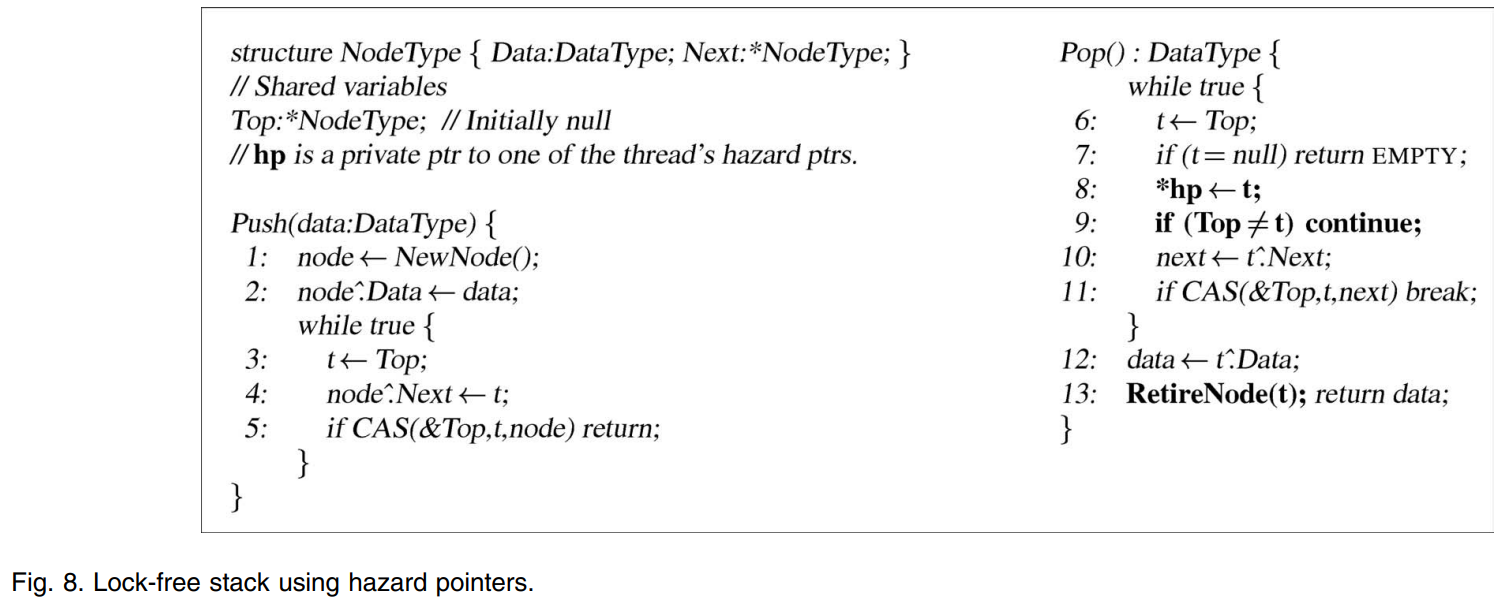 structure NodeType { Data:DataType; Next:*NodeType; }
// Shared variables
Top:*NodeType; // Initially null
// hp is a private ptr to one of the thread's hazard ptrs.
Push(data:DataType) {
1: node ← NewNode();
2: node^.Data ← data;
while true {
3: t ← Top;
4: node^.Next ← t;
5: if CAS(&Top,t,node) return;
}
}
Pop() : DataType {
while true {
6: t ← Top;
7: if (t = null) return EMPTY;
8: *hp ← t;
9: if (Top ≠ t) continue;
10: next ← t^.Next;
11: if CAS(&Top,t,next) break;
}
12: data ← t^.Data;
13: RetireNode(t); return data;
}
Fig. 8. Lock-free stack using hazard pointers.